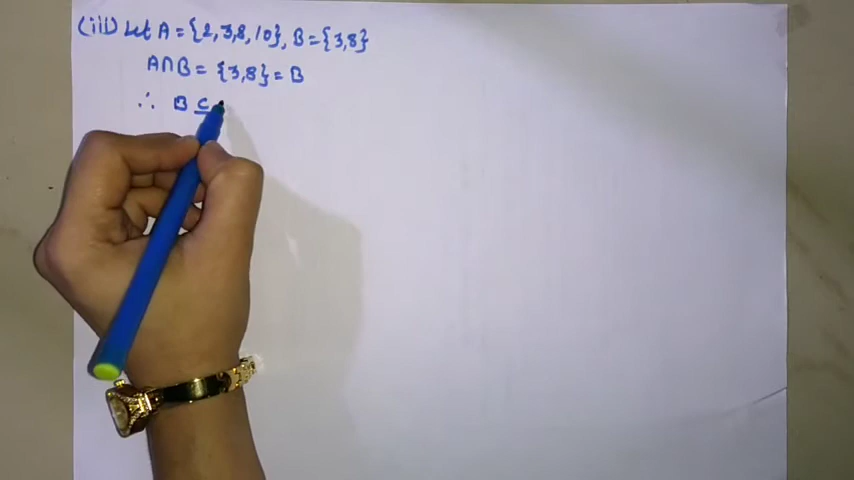 (iii) Let A = {2,3,8,10}, B = {3,8}
A∩B = {3,8} = B
∴ B ⊆